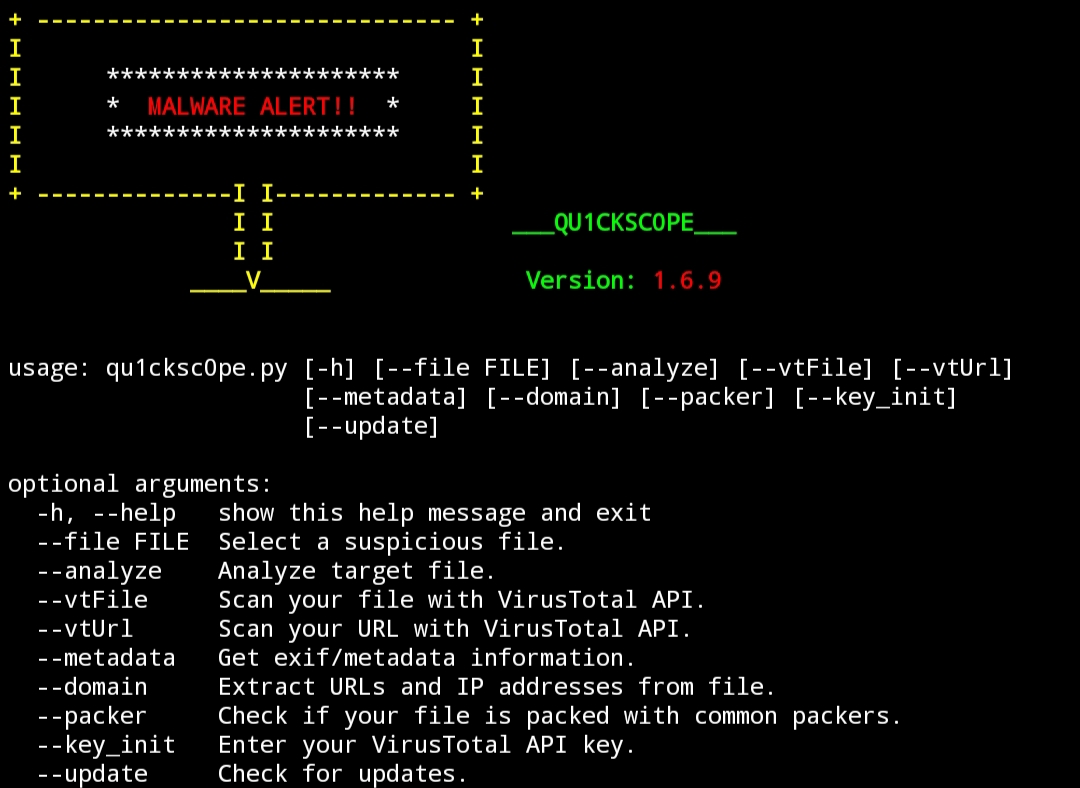 + ------------------------------ +
I                                I
I      *********************     I
I      *  MALWARE ALERT!!  *     I
I      *********************     I
I                                I
+ --------------I I------------- +
                I I                 ___QU1CKSC0PE___
                I I
             ____V_____              Version: 1.6.9
usage: qu1cksc0pe.py [-h] [--file FILE] [--analyze] [--vtFile] [--vtUrl]
                     [--metadata] [--domain] [--packer] [--key_init]
                     [--update]
optional arguments:
  -h, --help   show this help message and exit
  --file FILE  Select a suspicious file.
  --analyze    Analyze target file.
  --vtFile     Scan your file with VirusTotal API.
  --vtUrl      Scan your URL with VirusTotal API.
  --metadata   Get exif/metadata information.
  --domain     Extract URLs and IP addresses from file.
  --packer     Check if your file is packed with common packers.
  --key_init   Enter your VirusTotal API key.
  --update     Check for updates.